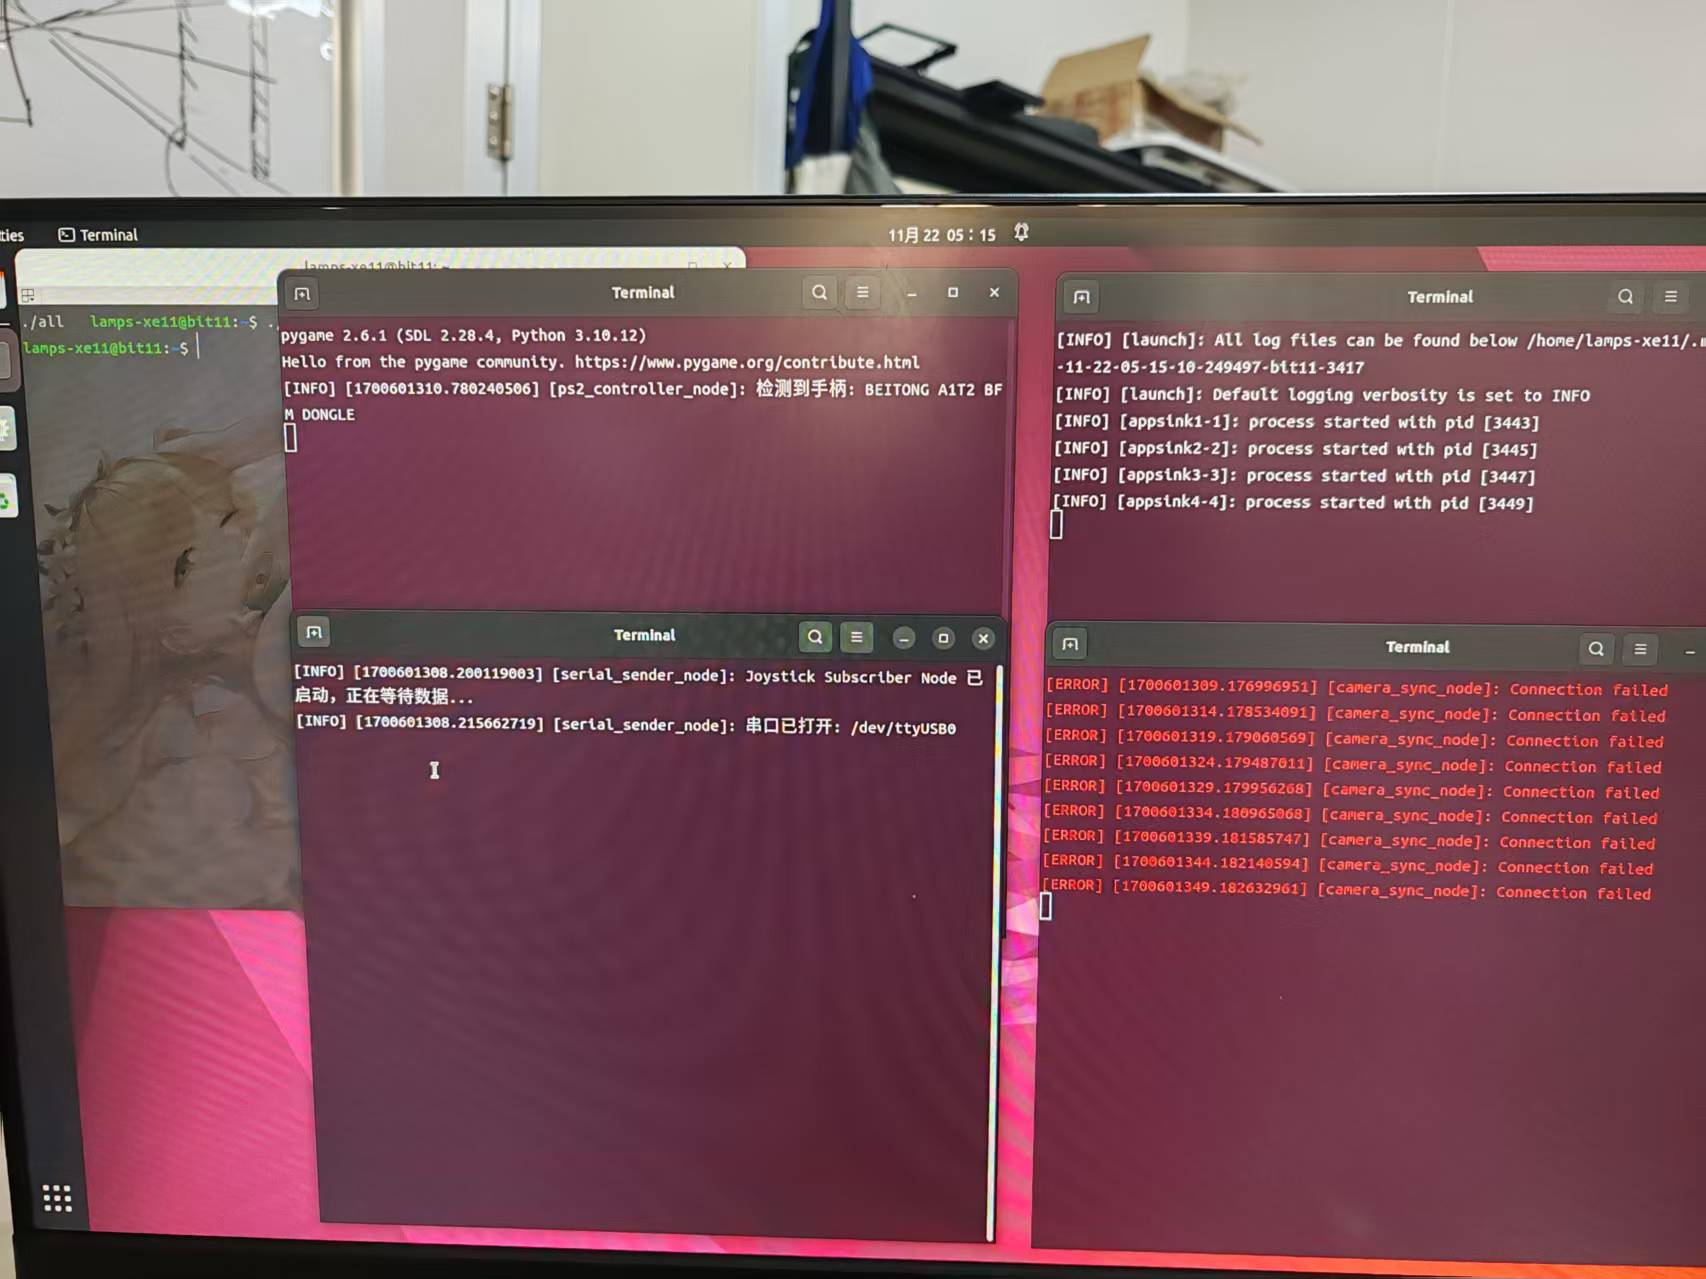 ties
Terminal
11月 22 05：15
lamps-xe11@bit11: ~
./all lamps-xe11@bit11:~$ .
lamps-xe11@bit11:~$
Terminal
pygame 2.6.1 (SDL 2.28.4, Python 3.10.12)
Hello from the pygame community. https://www.pygame.org/contribute.html
[INFO] [1700601310.780240506] [ps2_controller_node]: 检测到手柄: BEITONG A1T2 BF
M DONGLE
Terminal
[INFO] [launch]: All log files can be found below /home/lamps-xe11/.
-11-22-05-15-10-249497-bit11-3417
[INFO] [launch]: Default logging verbosity is set to INFO
[INFO] [appsink1-1]: process started with pid [3443]
[INFO] [appsink2-2]: process started with pid [3445]
[INFO] [appsink3-3]: process started with pid [3447]
[INFO] [appsink4-4]: process started with pid [3449]
Terminal
[INFO] [1700601308.200119003] [serial_sender_node]: Joystick Subscriber Node 已
启动，正在等待数据...
[INFO] [1700601308.215662719] [serial_sender_node]: 串口已打开: /dev/ttyUSB0
Terminal
[ERROR] [1700601309.176996951] [camera_sync_node]: Connection failed
[ERROR] [1700601314.178534091] [camera_sync_node]: Connection failed
[ERROR] [1700601319.179060569] [camera_sync_node]: Connection failed
[ERROR] [1700601324.179487011] [camera_sync_node]: Connection failed
[ERROR] [1700601329.179956268] [camera_sync_node]: Connection failed
[ERROR] [1700601334.180965068] [camera_sync_node]: Connection failed
[ERROR] [1700601339.181585747] [camera_sync_node]: Connection failed
[ERROR] [1700601344.182140594] [camera_sync_node]: Connection failed
[ERROR] [1700601349.182632961] [camera_sync_node]: Connection failed